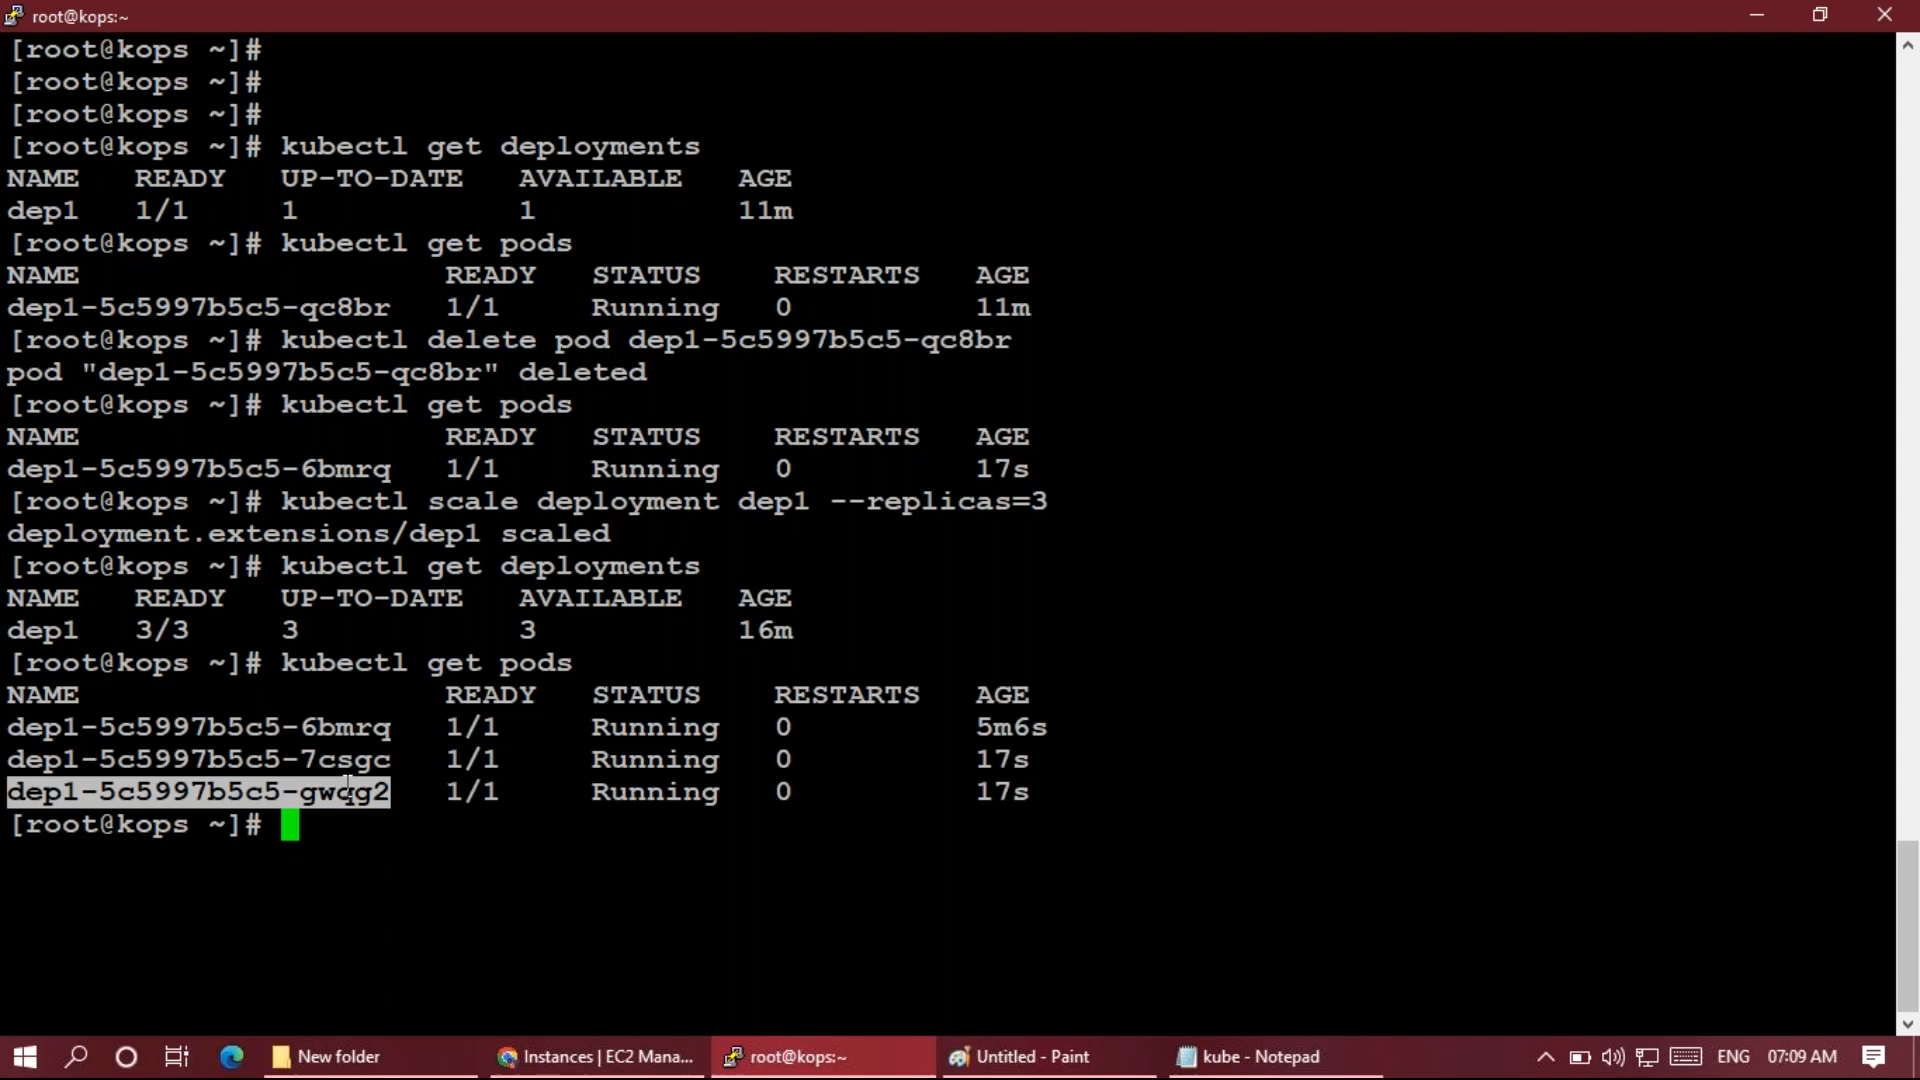 root@kops:~
[root@kops ~]#
[root@kops ~]#
[root@kops ~]#
[root@kops ~]# kubectl get deployments
NAME READY UP-TO-DATE AVAILABLE AGE
dep1 1/1 1 1 11m
[root@kops ~]# kubectl get pods
NAME READY STATUS RESTARTS AGE
dep1-5c5997b5c5-qc8br 1/1 Running 0 11m
[root@kops ~]# kubectl delete pod dep1-5c5997b5c5-qc8br
pod "dep1-5c5997b5c5-qc8br" deleted
[root@kops ~]# kubectl get pods
NAME READY STATUS RESTARTS AGE
dep1-5c5997b5c5-6bmrq 1/1 Running 0 17s
[root@kops ~]# kubectl scale deployment dep1 --replicas=3
deployment.extensions/dep1 scaled
[root@kops ~]# kubectl get deployments
NAME READY UP-TO-DATE AVAILABLE AGE
dep1 3/3 3 3 16m
[root@kops ~]# kubectl get pods
NAME READY STATUS RESTARTS AGE
dep1-5c5997b5c5-6bmrq 1/1 Running 0 5m6s
dep1-5c5997b5c5-7csgc 1/1 Running 0 17s
dep1-5c5997b5c5-gwqg2 1/1 Running 0 17s
[root@kops ~]#
New folder Instances | EC2 Mana... root@kops:~ Untitled - Paint kube - Notepad ENG 07:09 AM